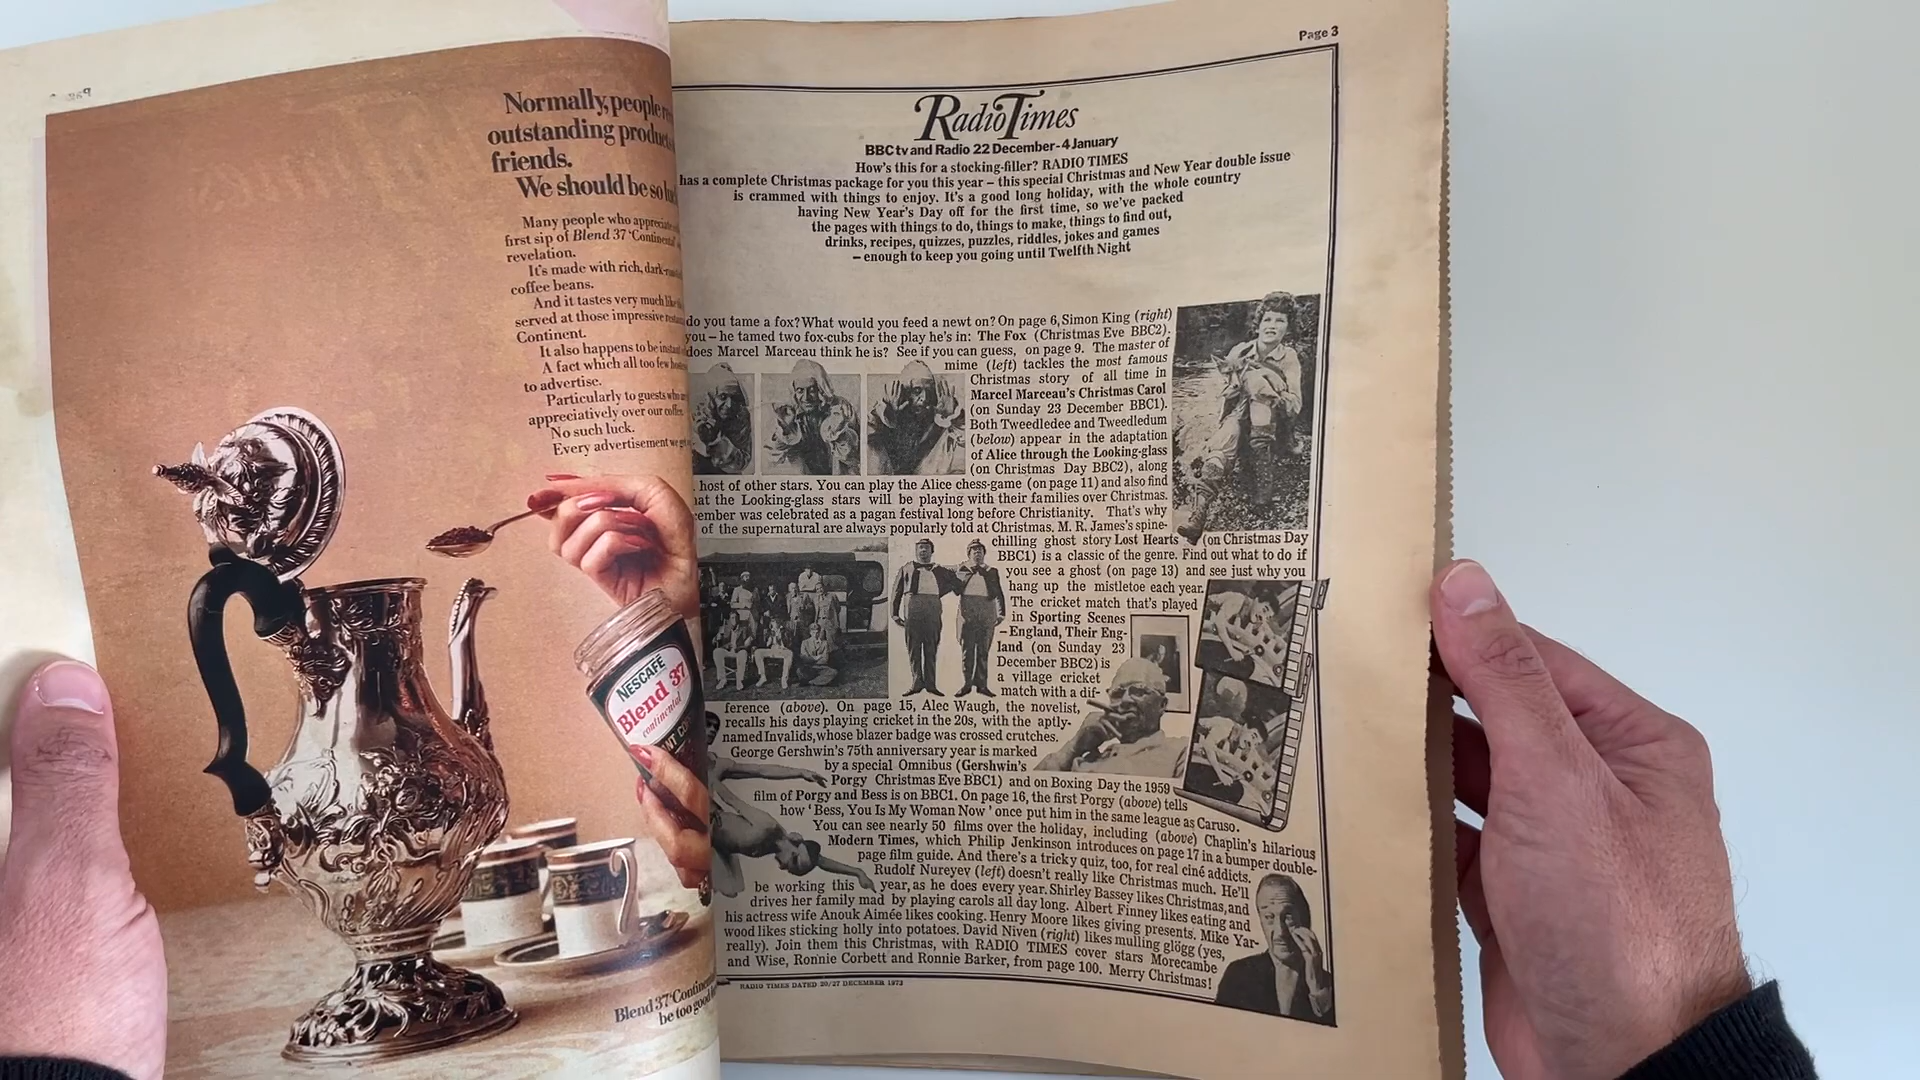 Normally, people
outstanding product
friends.
We should be so
Many people who appreciate
first sip of Blend 37 'Continental'
revelation.
It's made with rich, dark-
coffee beans.
And it tastes very much like
served at those impressive
Continent.
It also happens to be
A fact which all too few
to advertise.
Particularly to guests who
appreciatively over our coffee.
No such luck.
Every advertisement we
NESCAFÉ
Blend 37
continental
Blend 37 'Continental
be too good
Page 3
Radio Times
BBC tv and Radio 22 December-4 January
How's this for a stocking-filler? RADIO TIMES
has a complete Christmas package for you this year – this special Christmas and New Year double issue
is crammed with things to enjoy. It's a good long holiday, with the whole country
having New Year's Day off for the first time, so we've packed
the pages with things to do, things to make, things to find out,
drinks, recipes, quizzes, puzzles, riddles, jokes and games
– enough to keep you going until Twelfth Night
do you tame a fox? What would you feed a newt on? On page 6, Simon King (right)
you – he tamed two fox-cubs for the play he's in: The Fox (Christmas Eve BBC2).
does Marcel Marceau think he is? See if you can guess, on page 9. The master of
mime (left) tackles the most famous
Christmas story of all time in
Marcel Marceau's Christmas Carol
(on Sunday 23 December BBC1).
Both Tweedledee and Tweedledum
(below) appear in the adaptation
of Alice through the Looking-glass
(on Christmas Day BBC2), along
host of other stars. You can play the Alice chess-game (on page 11) and also find
the Looking-glass stars will be playing with their families over Christmas.
was celebrated as a pagan festival long before Christianity. That's why
of the supernatural are always popularly told at Christmas. M. R. James's spine-
chilling ghost story Lost Hearts (on Christmas Day
BBC1) is a classic of the genre. Find out what to do if
you see a ghost (on page 13) and see just why you
hang up the mistletoe each year.
The cricket match that's played
in Sporting Scenes
– England, Their Eng-
land (on Sunday 23
December BBC2) is
a village cricket
match with a dif-
ference (above). On page 15, Alec Waugh, the novelist,
recalls his days playing cricket in the 20s, with the aptly-
named Invalids, whose blazer badge was crossed crutches.
George Gershwin's 75th anniversary year is marked
by a special Omnibus (Gershwin's
Porgy Christmas Eve BBC1) and on Boxing Day the 1959
film of Porgy and Bess is on BBC1. On page 16, the first Porgy (above) tells
how 'Bess, You Is My Woman Now' once put him in the same league as Caruso.
You can see nearly 50 films over the holiday, including (above) Chaplin's hilarious
Modern Times, which Philip Jenkinson introduces on page 17 in a bumper double-
page film guide. And there's a tricky quiz, too, for real ciné addicts.
Rudolf Nureyev (left) doesn't really like Christmas much. He'll
be working this year, as he does every year. Shirley Bassey likes Christmas, and
drives her family mad by playing carols all day long. Albert Finney likes eating and
his actress wife Anouk Aimée likes cooking. Henry Moore likes giving presents. Mike Yar-
wood likes sticking holly into potatoes. David Niven (right) likes mulling glögg (yes,
really). Join them this Christmas, with RADIO TIMES cover stars Morecambe
and Wise, Ronnie Corbett and Ronnie Barker, from page 100. Merry Christmas!
RADIO TIMES DATED 20/27 DECEMBER 1973